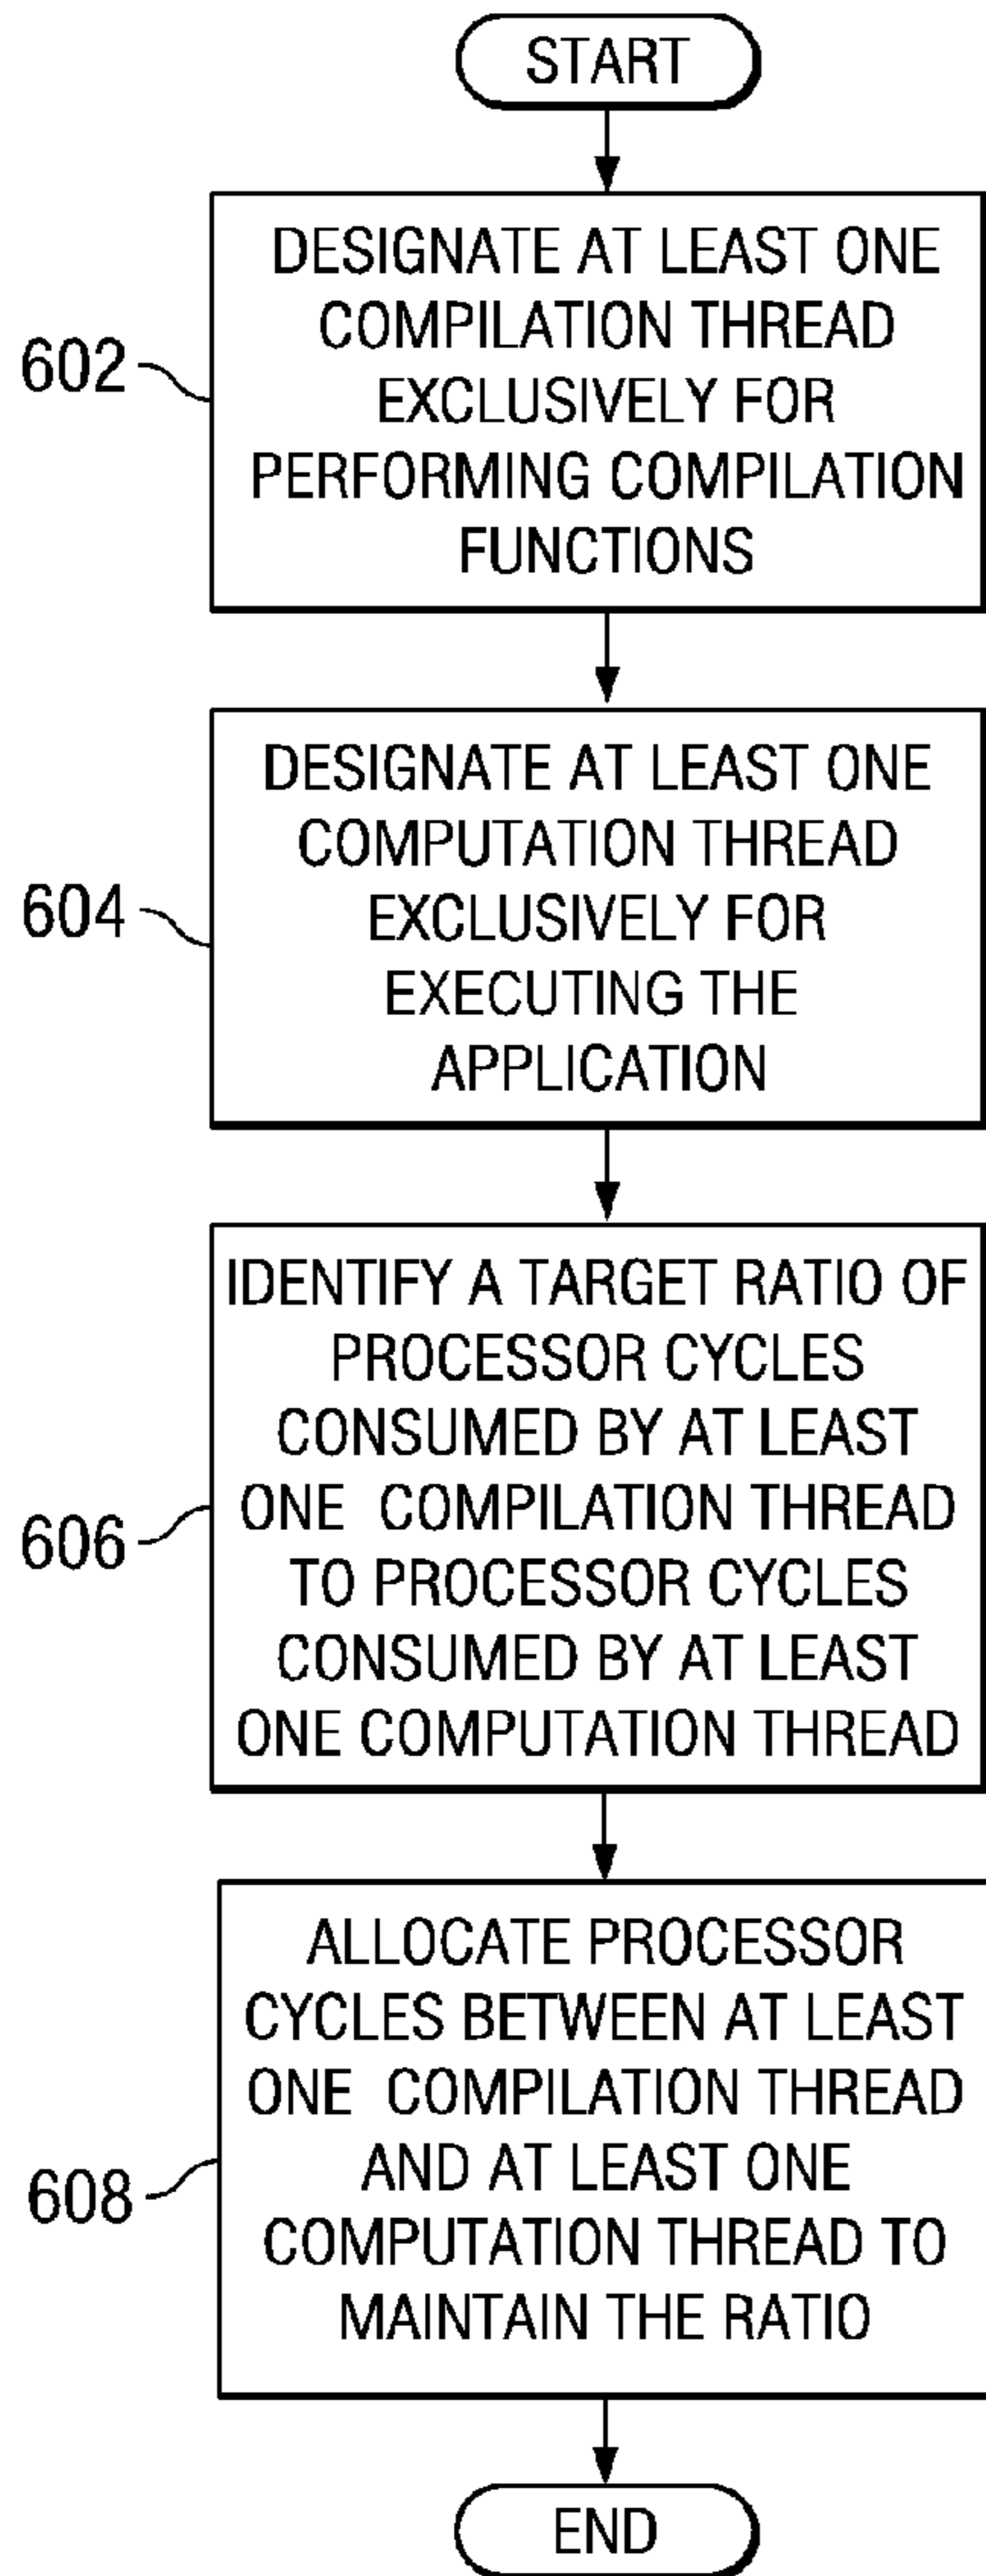 START
DESIGNATE AT LEAST ONE
COMPILATION THREAD
EXCLUSIVELY FOR
PERFORMING COMPILATION
FUNCTIONS
602
DESIGNATE AT LEAST ONE
COMPUTATION THREAD
EXCLUSIVELY FOR
EXECUTING THE
APPLICATION
604
IDENTIFY A TARGET RATIO OF
PROCESSOR CYCLES
CONSUMED BY AT LEAST
ONE COMPILATION THREAD
TO PROCESSOR CYCLES
CONSUMED BY AT LEAST
ONE COMPUTATION THREAD
606
ALLOCATE PROCESSOR
CYCLES BETWEEN AT LEAST
ONE COMPILATION THREAD
AND AT LEAST ONE
COMPUTATION THREAD TO
MAINTAIN THE RATIO
608
END